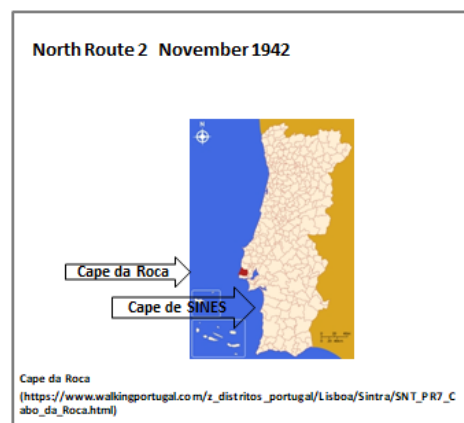 North Route 2 November 1942
N
Cape da Roca
Cape de SINES
Cape da Roca
(https://www.walkingportugal.com/z_distritos_portugal/Lisboa/Sintra/SNT_PR7_C
abo_da_Roca.html)